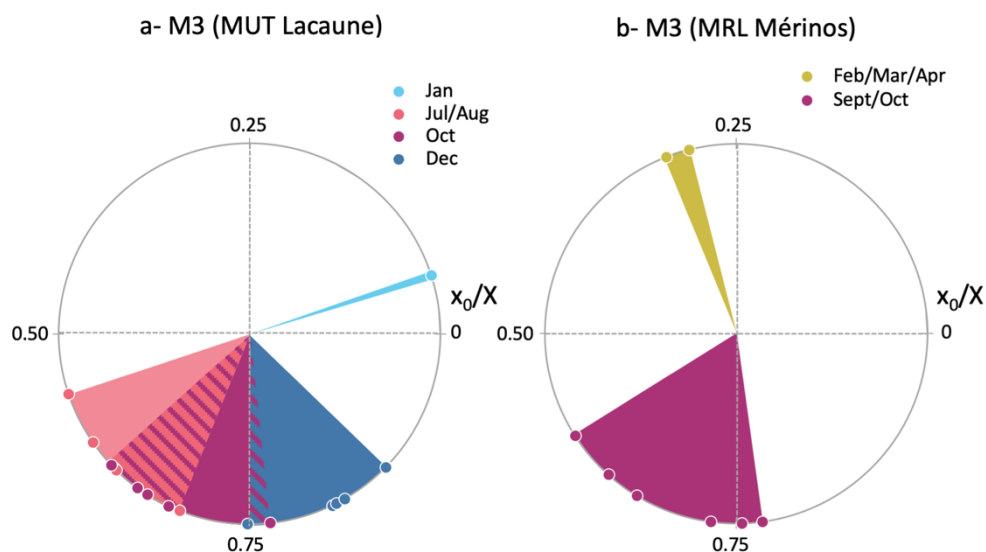 a- M3 (MUT Lacaune)
Jan
Jul/Aug
Oct
Dec
0.25
x₀/X
0.50
0
0.75
b- M3 (MRL Mérinos)
Feb/Mar/Apr
Sept/Oct
0.25
x₀/X
0.50
0
0.75